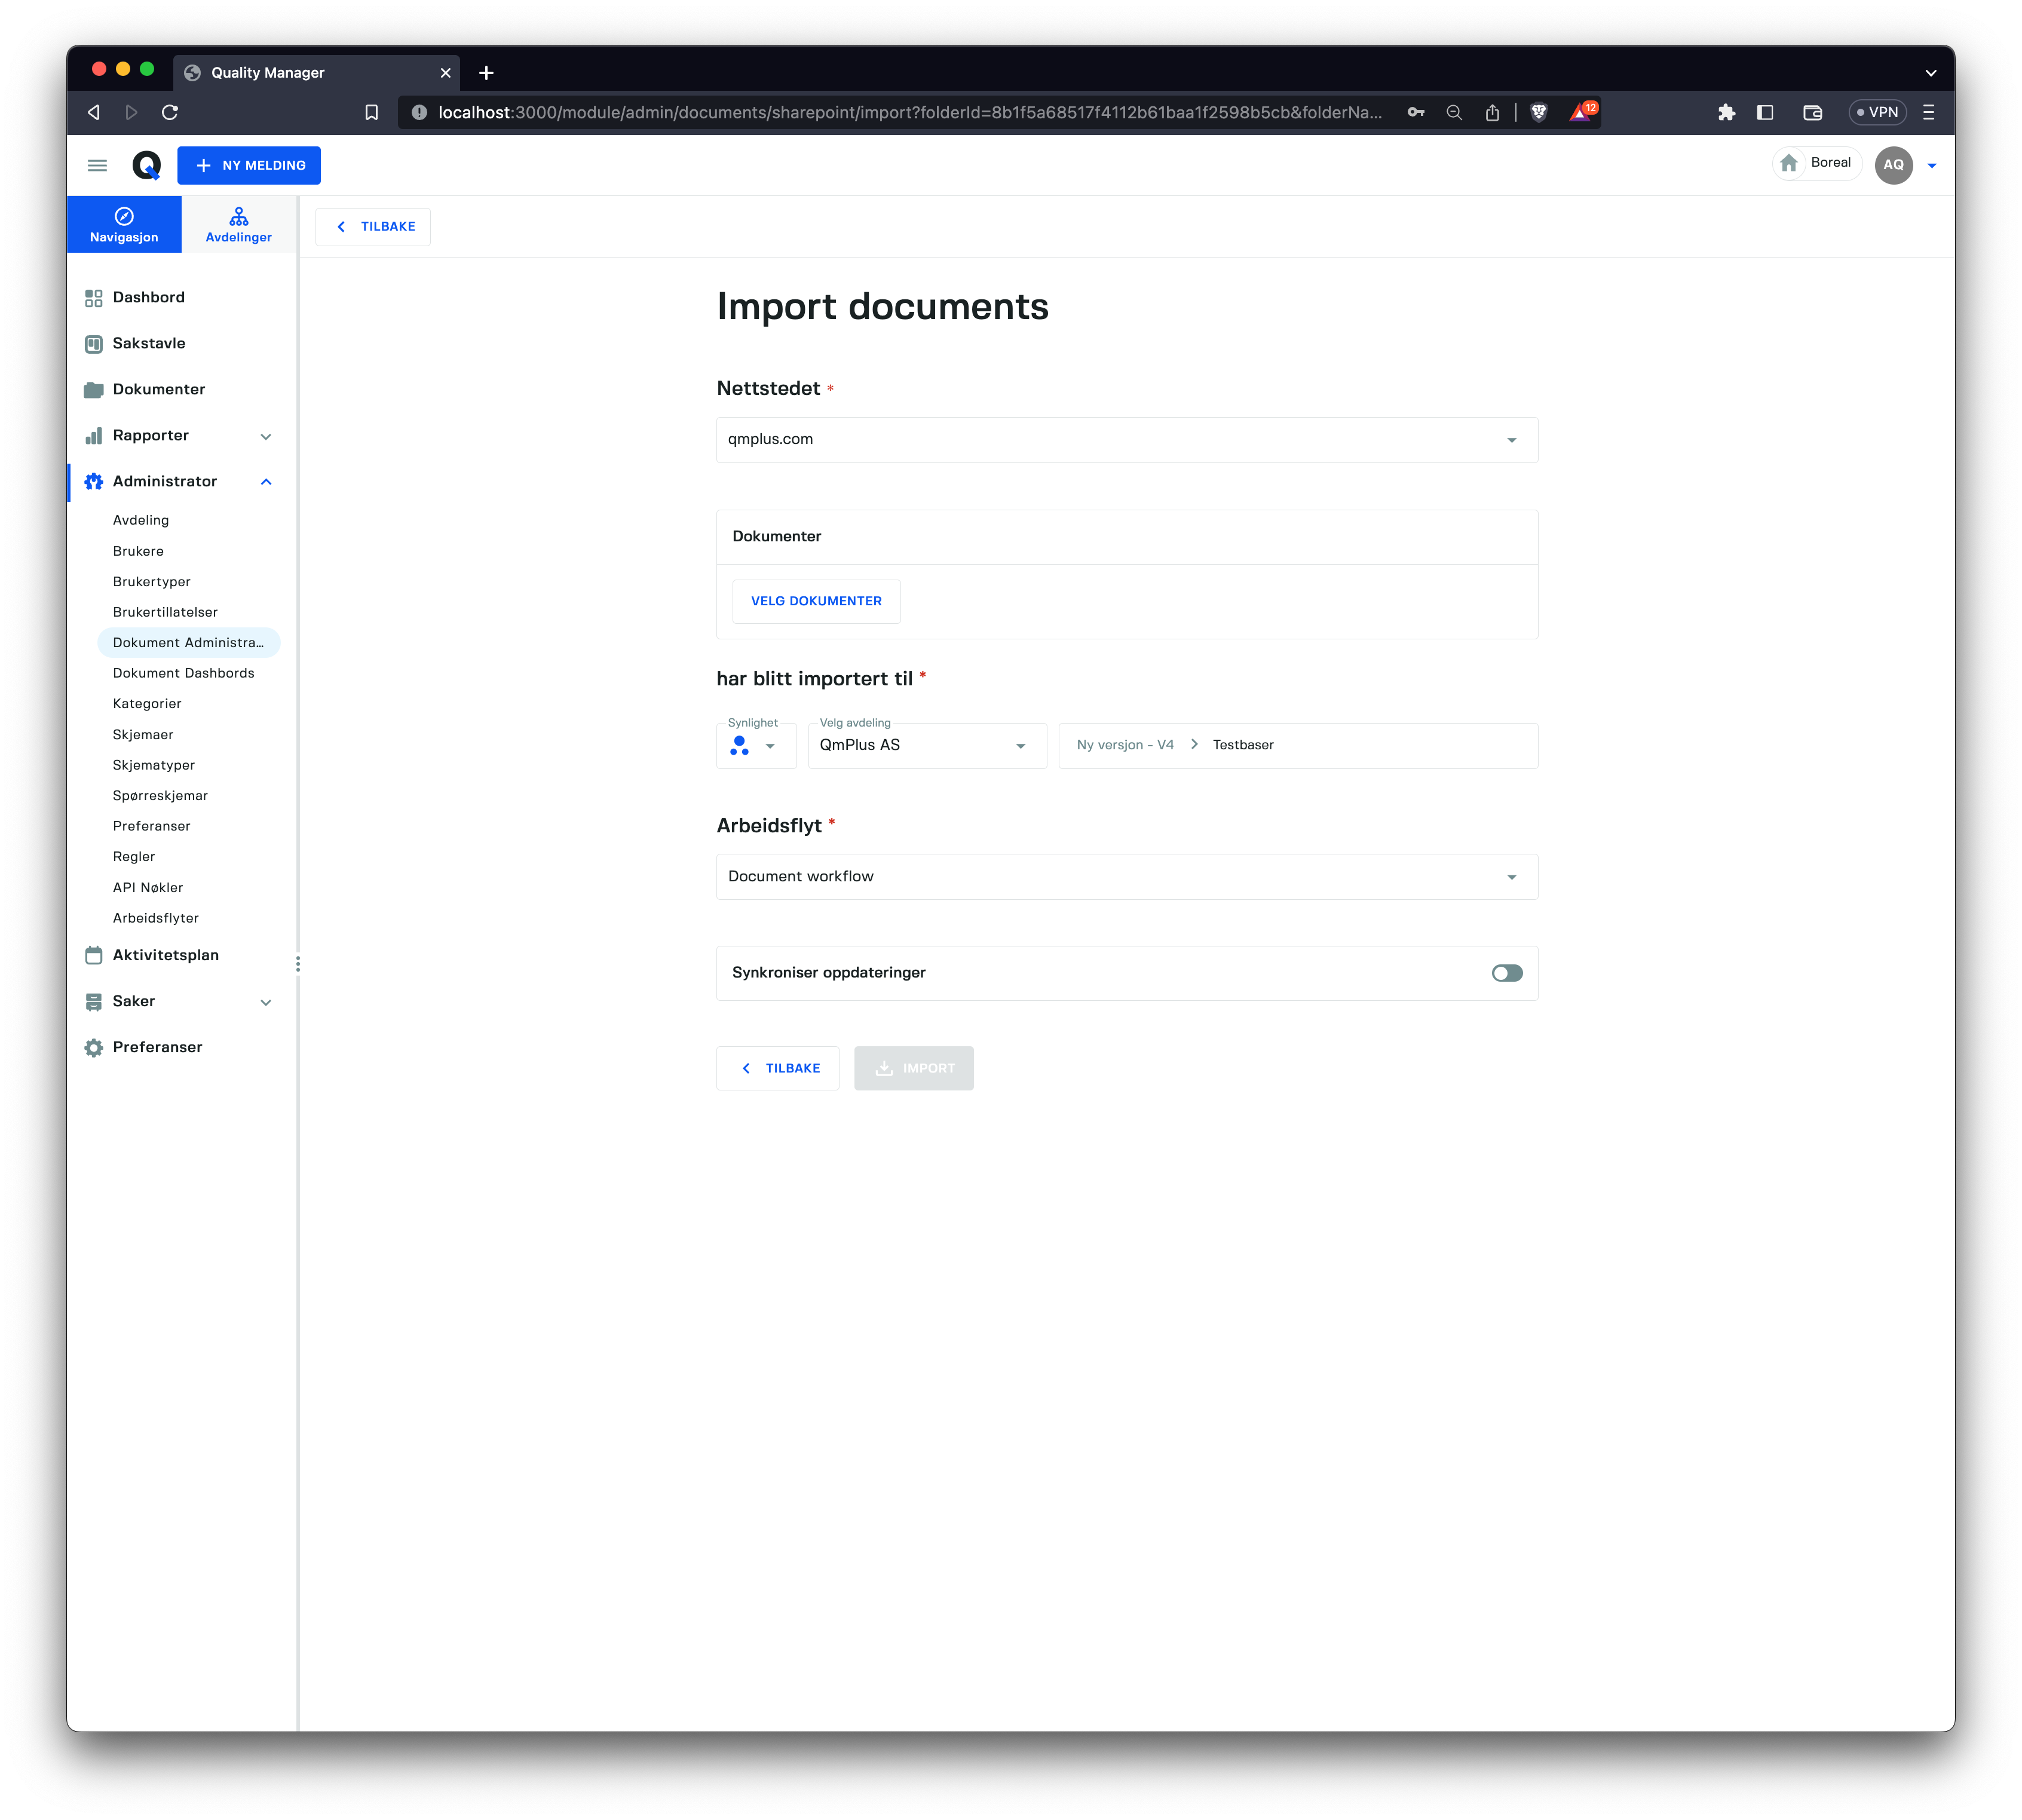 Quality Manager
localhost:3000/module/admin/documents/sharepoint/import?folderId=8b1f5a68517f4112b61baa1f2598b5cb&folderNa...
12
VPN
NY MELDING
Boreal
AQ
Navigasjon
Avdelinger
TILBAKE
Dashbord
Sakstavle
Dokumenter
Rapporter
Administrator
Avdeling
Brukere
Brukertyper
Brukertillatelser
Dokument Administra...
Dokument Dashbords
Kategorier
Skjemaer
Skjematyper
Spørreskjemar
Preferanser
Regler
API Nøkler
Arbeidsflyter
Aktivitetsplan
Saker
Preferanser
Import documents
Nettstedet *
qmplus.com
Dokumenter
VELG DOKUMENTER
har blitt importert til *
Synlighet
Velg avdeling
QmPlus AS
Ny versjon - V4 > Testbaser
Arbeidsflyt *
Document workflow
Synkroniser oppdateringer
TILBAKE
IMPORT